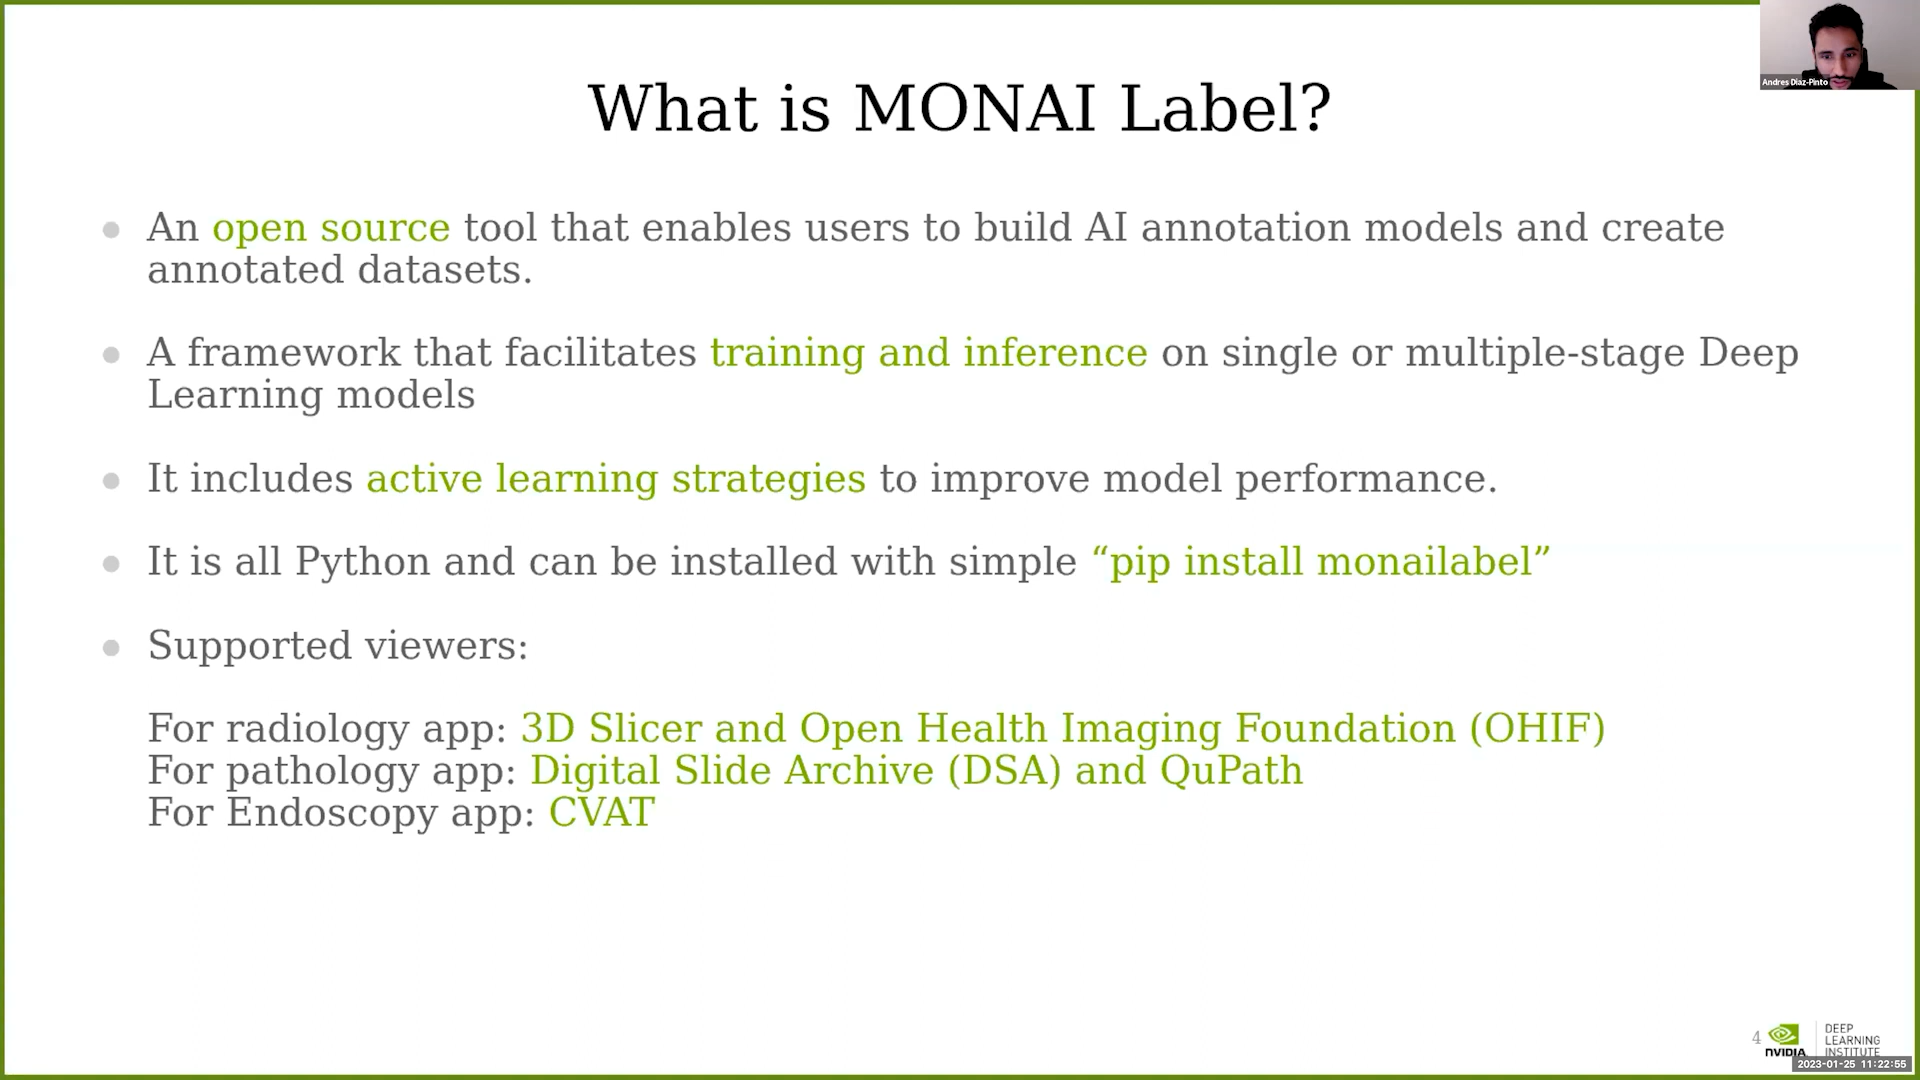 Andres Diaz-Pinto
What is MONAI Label?
An open source tool that enables users to build AI annotation models and create
annotated datasets.
A framework that facilitates training and inference on single or multiple-stage Deep
Learning models
It includes active learning strategies to improve model performance.
It is all Python and can be installed with simple “pip install monailabel”
Supported viewers:
For radiology app: 3D Slicer and Open Health Imaging Foundation (OHIF)
For pathology app: Digital Slide Archive (DSA) and QuPath
For Endoscopy app: CVAT
4
NVIDIA
DEEP
LEARNING
INSTITUTE
2023-01-25 11:22:55